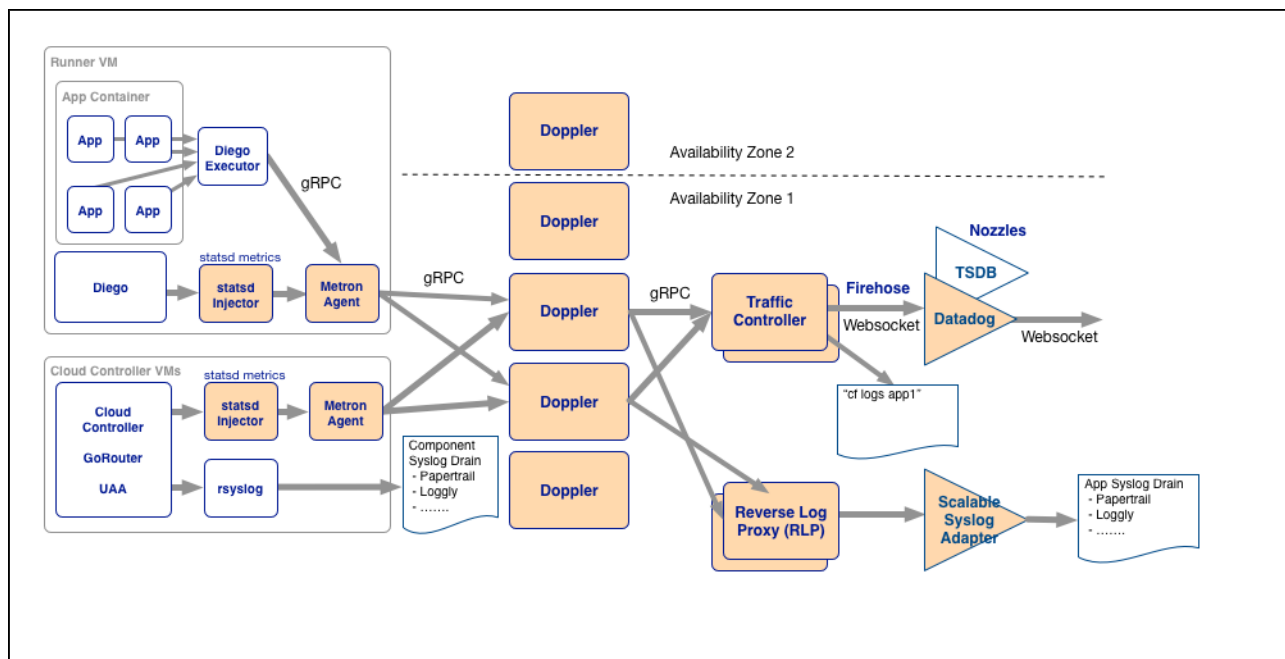 Runner VM
App Container
App
App
Diego
Executor
App
App
gRPC
statsd metrics
Diego
statsd
Injector
Metron
Agent
Cloud Controller VMs
statsd metrics
Cloud
Controller
GoRouter
UAA
statsd
Injector
Metron
Agent
rsyslog
Component
Syslog Drain
- Papertrail
- Loggly
- .......
gRPC
Doppler
Doppler
Doppler
Doppler
Doppler
Availability Zone 2
Availability Zone 1
gRPC
Traffic
Controller
Firehose
Websocket
Nozzles
TSDB
Datadog
Websocket
“cf logs app1”
Reverse Log
Proxy (RLP)
Scalable
Syslog
Adapter
App Syslog Drain
- Papertrail
- Loggly
- .......